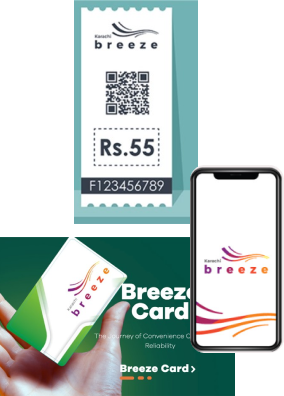 Karachi
breeze
Rs.55
F123456789
Karachi
breeze
Karachi
breeze
Breeze
Card
The Journey of Convenience
Reliability
Breeze Card >